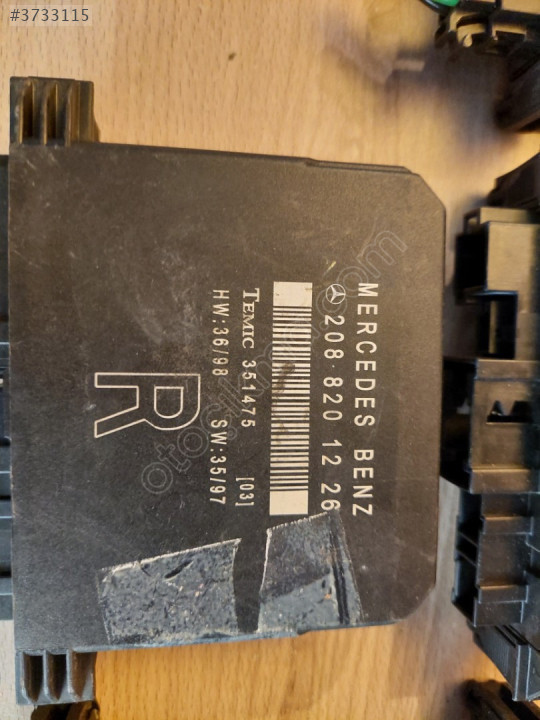 #3733115
MERCEDES BENZ
208 · 820 12 26
TEMIC 351475 [03]
HW:36/98 SW:35/97
R